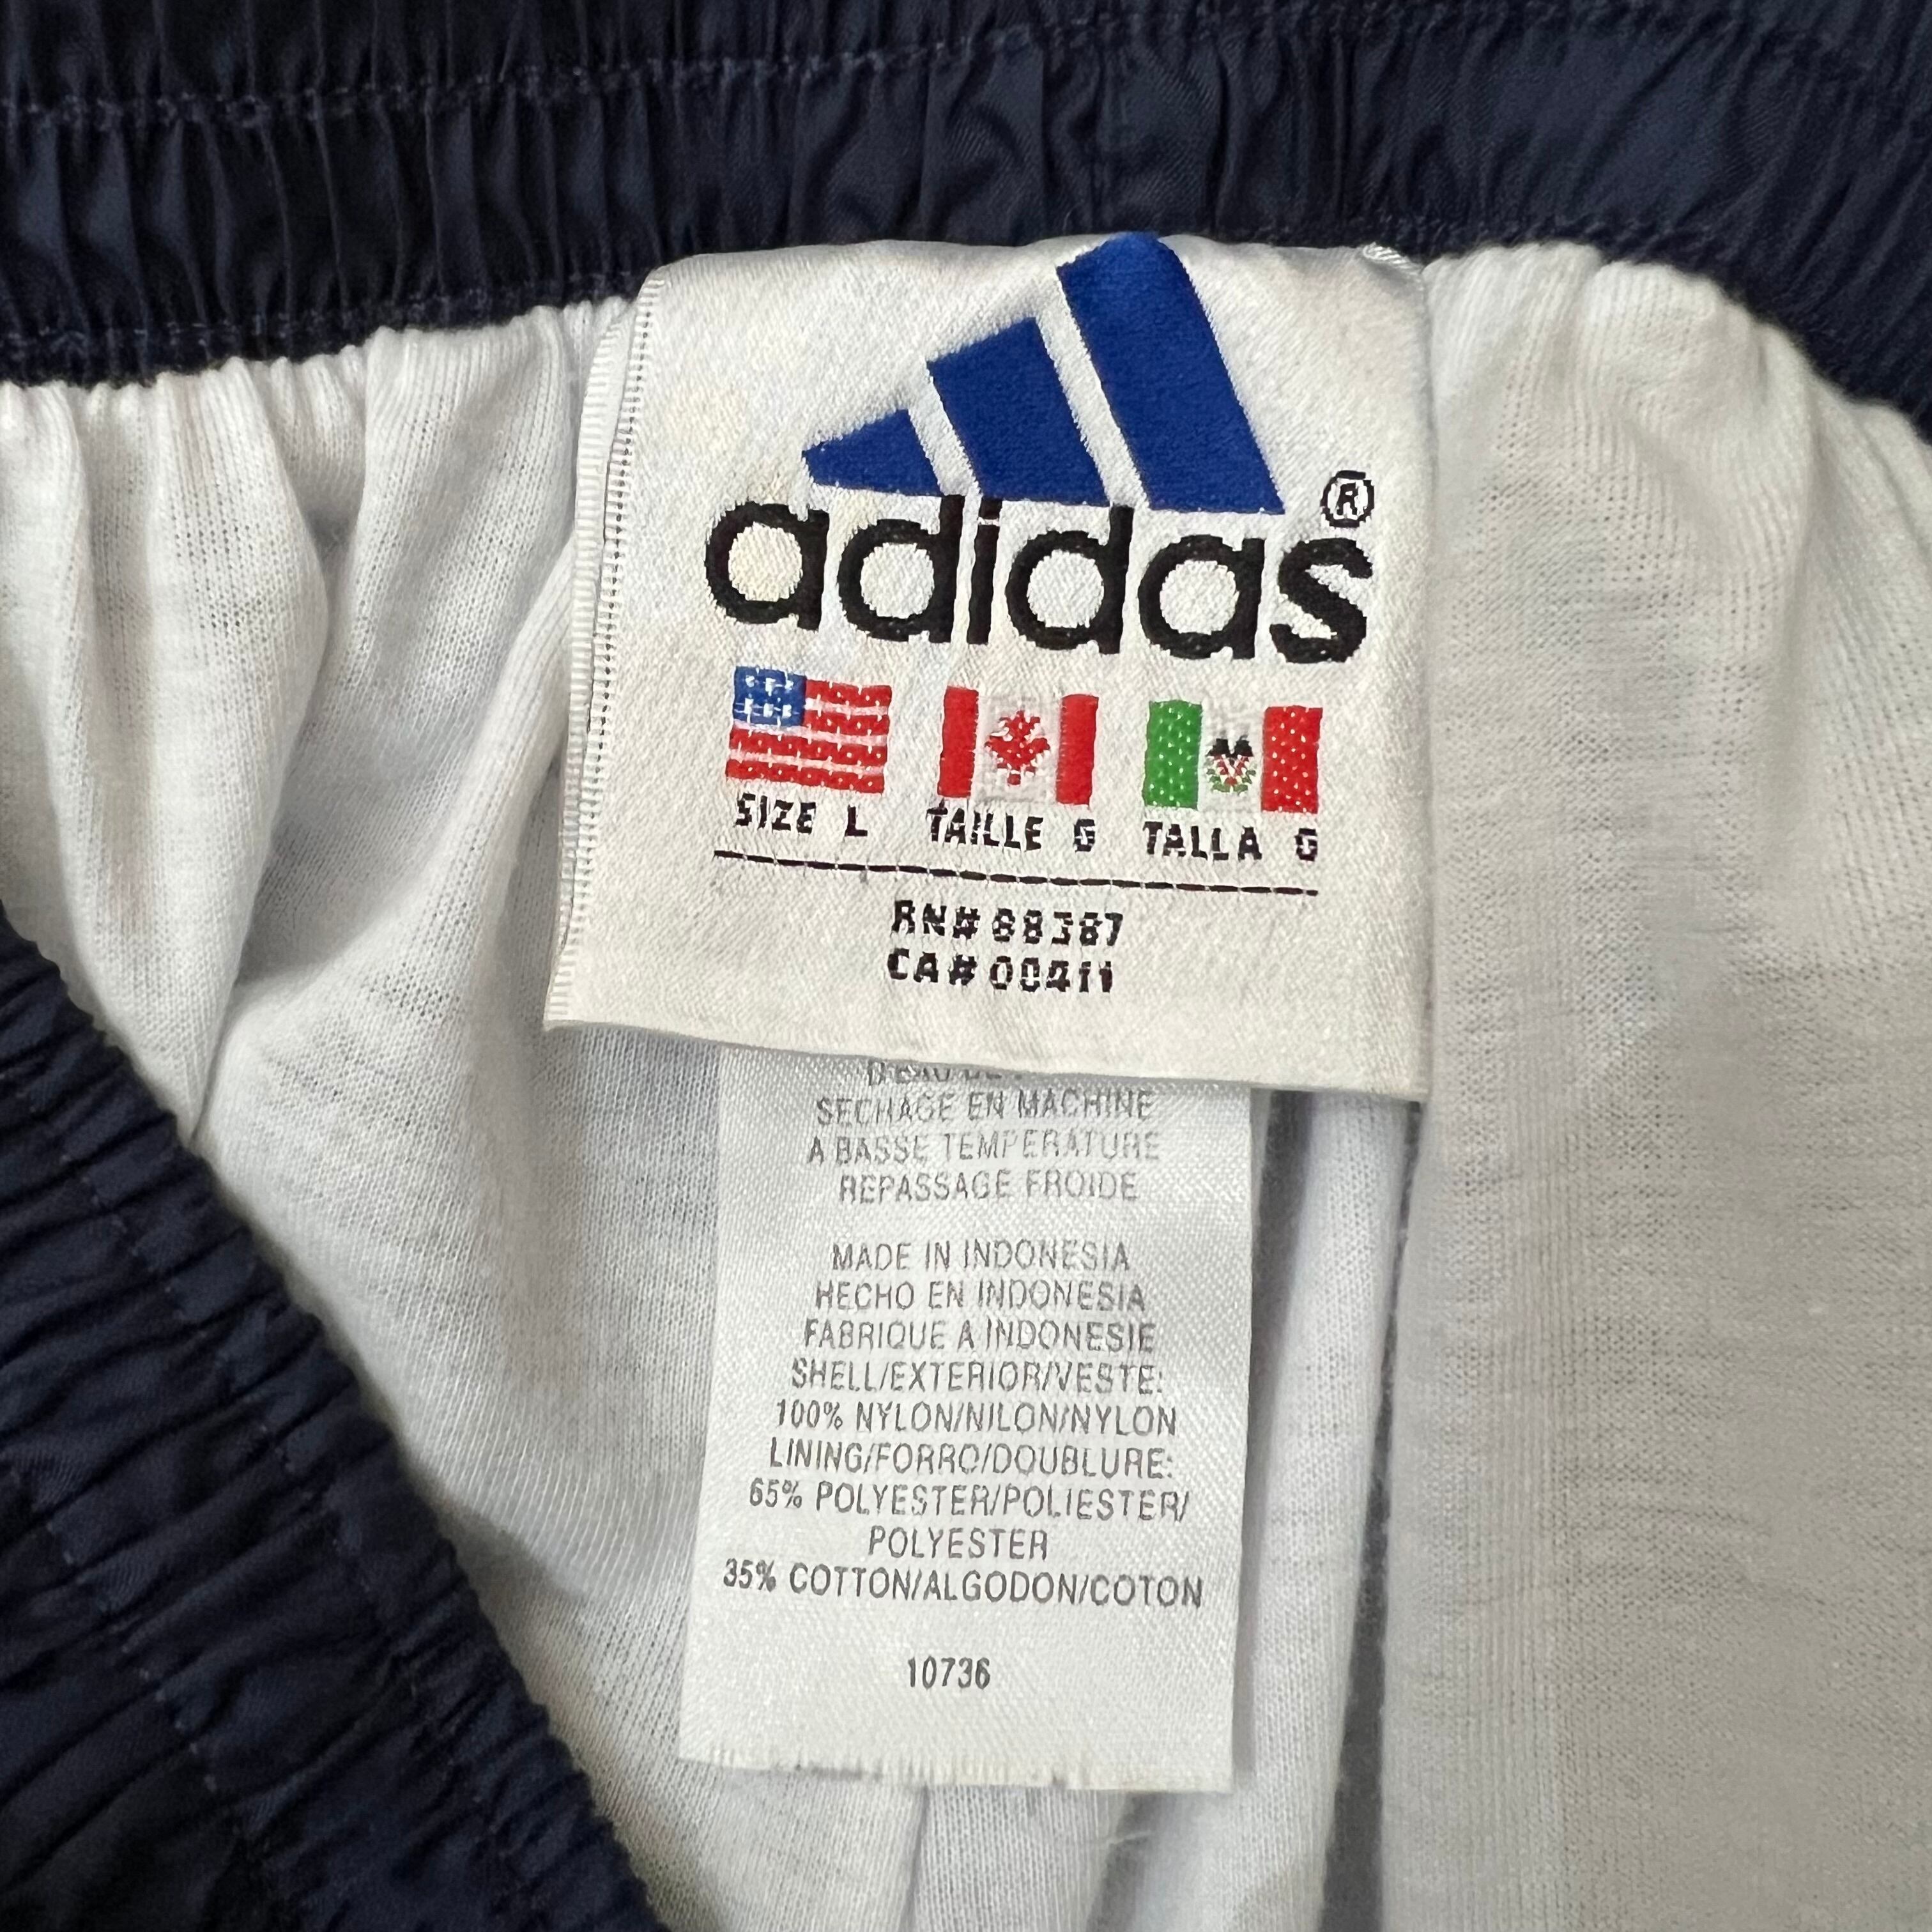 adidas®
SIZE L TAILLE G TALLA G
RN# 88387
CA# 00411
D'EAU DE
SECHAGE EN MACHINE
A BASSE TEMPERATURE
REPASSAGE FROIDE
MADE IN INDONESIA
HECHO EN INDONESIA
FABRIQUE A INDONESIE
SHELL/EXTERIOR/VESTE:
100% NYLON/NILON/NYLON
LINING/FORRO/DOUBLURE:
65% POLYESTER/POLIESTER/
POLYESTER
35% COTTON/ALGODON/COTON
10736